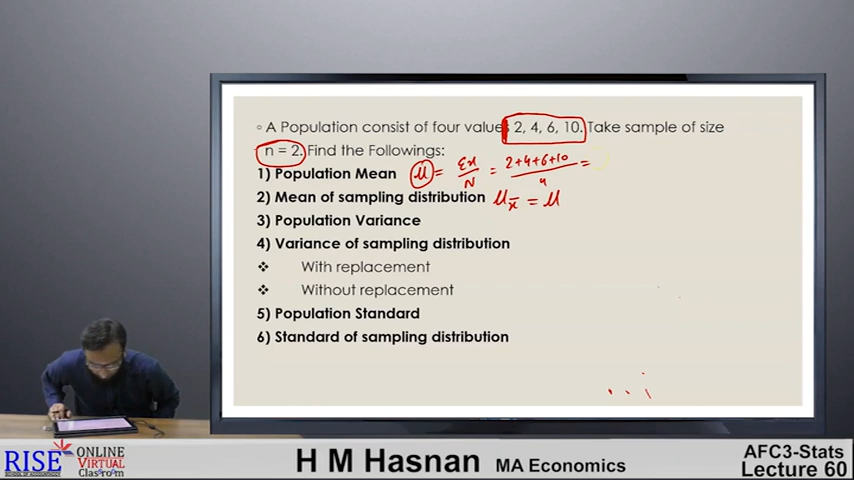 ◦ A Population consist of four values 2, 4, 6, 10. Take sample of size
n = 2. Find the Followings:
1) Population Mean μ = Σx/N = 2+4+6+10/4 =
2) Mean of sampling distribution μx̄ = μ
3) Population Variance
4) Variance of sampling distribution
❖ With replacement
❖ Without replacement
5) Population Standard
6) Standard of sampling distribution
RISE ONLINE VIRTUAL Classroom
SCHOOL OF ACCOUNTANCY
H M Hasnan MA Economics
AFC3-Stats
Lecture 60